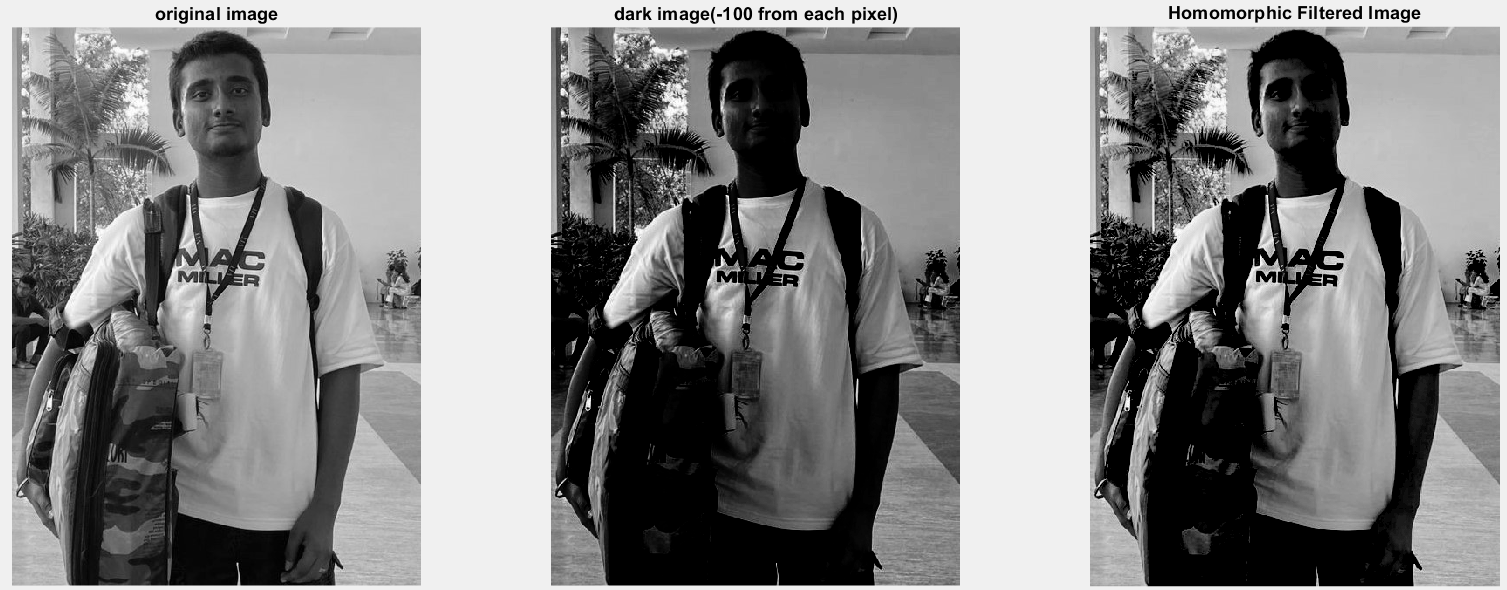 original image
dark image(-100 from each pixel)
Homomorphic Filtered Image
MAC
MILLER
MAC
MILLER
MAC
MILLER